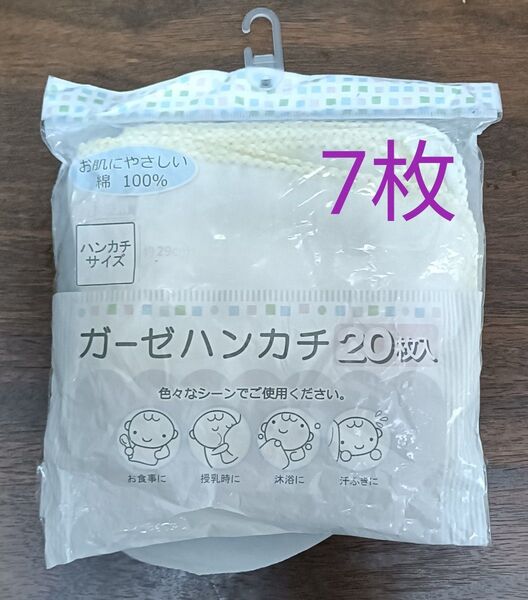 お肌にやさしい
綿 100%
7枚
ハンカチ
サイズ
ガーゼハンカチ 20枚入
色々なシーンでご使用ください。
お食事に
授乳時に
沐浴に
汗ふきに